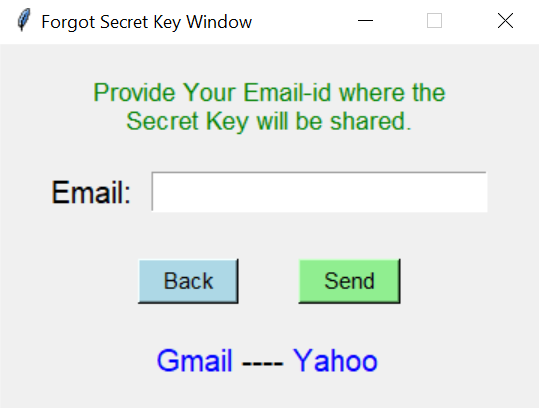 Forgot Secret Key Window
Provide Your Email-id where the
Secret Key will be shared.
Email:
Back Send
Gmail ---- Yahoo